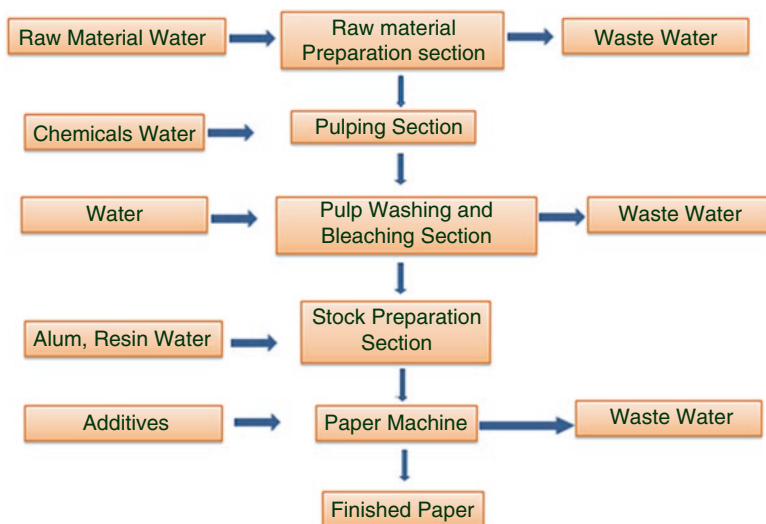 Raw Material Water
Raw material
Preparation section
Waste Water
Chemicals Water
Pulping Section
Water
Pulp Washing and
Bleaching Section
Waste Water
Alum, Resin Water
Stock Preparation
Section
Additives
Paper Machine
Waste Water
Finished Paper